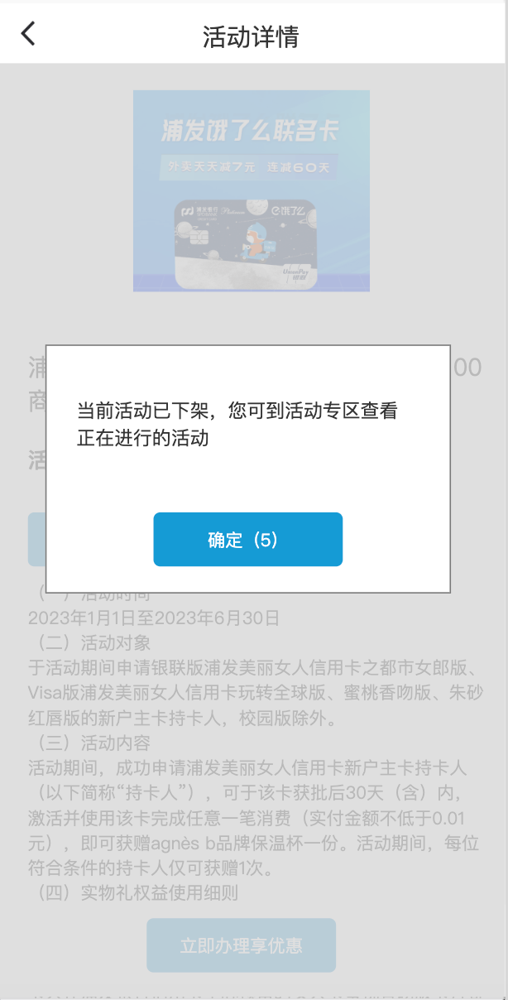 活动详情
浦发饿了么联名卡
外卖天天减7元 连减60天
浦发银行
Platinum
饿了么
UnionPay
银联
浦
00
商
当前活动已下架，您可到活动专区查看
正在进行的活动
活
确定（5）
（一）活动时间
2023年1月1日至2023年6月30日
（二）活动对象
于活动期间申请银联版浦发美丽女人信用卡之都市女郎版、
Visa版浦发美丽女人信用卡玩转全球版、蜜桃香吻版、朱砂
红唇版的新户主卡持卡人，校园版除外。
（三）活动内容
活动期间，成功申请浦发美丽女人信用卡新户主卡持卡人
（以下简称“持卡人”），可于该卡获批后30天（含）内，
激活并使用该卡完成任意一笔消费（实付金额不低于0.01
元），即可获赠agnès b品牌保温杯一份。活动期间，每位
符合条件的持卡人仅可获赠1次。
（四）实物礼权益使用细则
立即办理享优惠